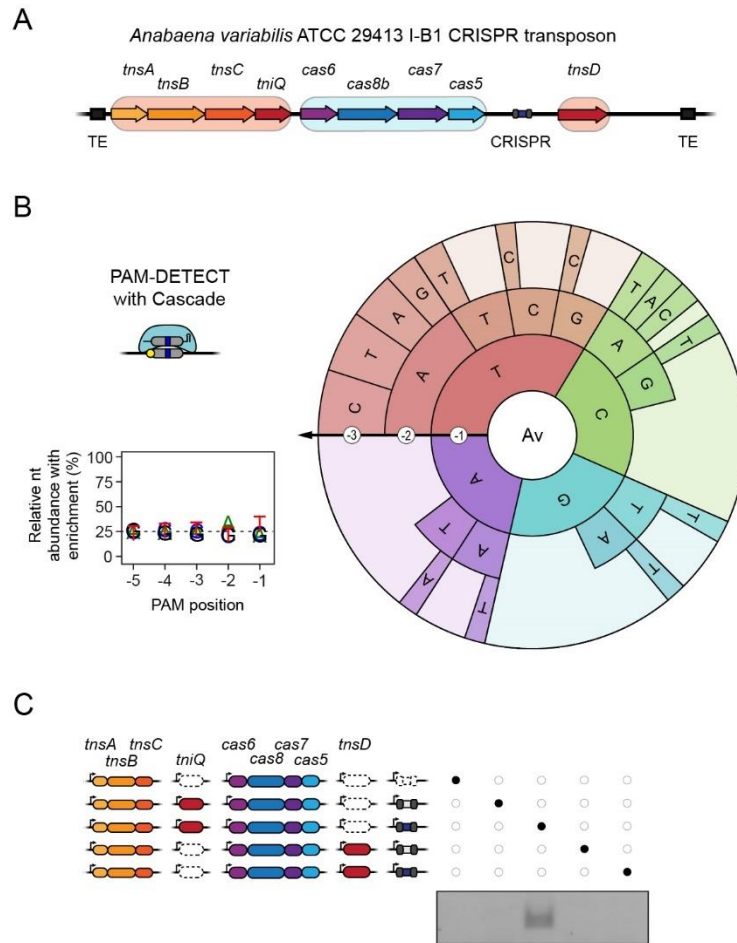 A
Anabaena variabilis ATCC 29413 I-B1 CRISPR transposon
tnsA tnsB tnsC tniQ cas6 cas8b cas7 cas5 tnsD
TE CRISPR TE
B
PAM-DETECT
with Cascade
Relative nt
abundance with
enrichment (%)
100
75
50
25
0
-5 -4 -3 -2 -1
PAM position
Av
-3 -2 -1
T C G A
A T C G
A G
T A
T A
C T A G T
C C
T A C T
T T
A T
C
tnsA tnsB tnsC tniQ cas6 cas8 cas7 cas5 tnsD